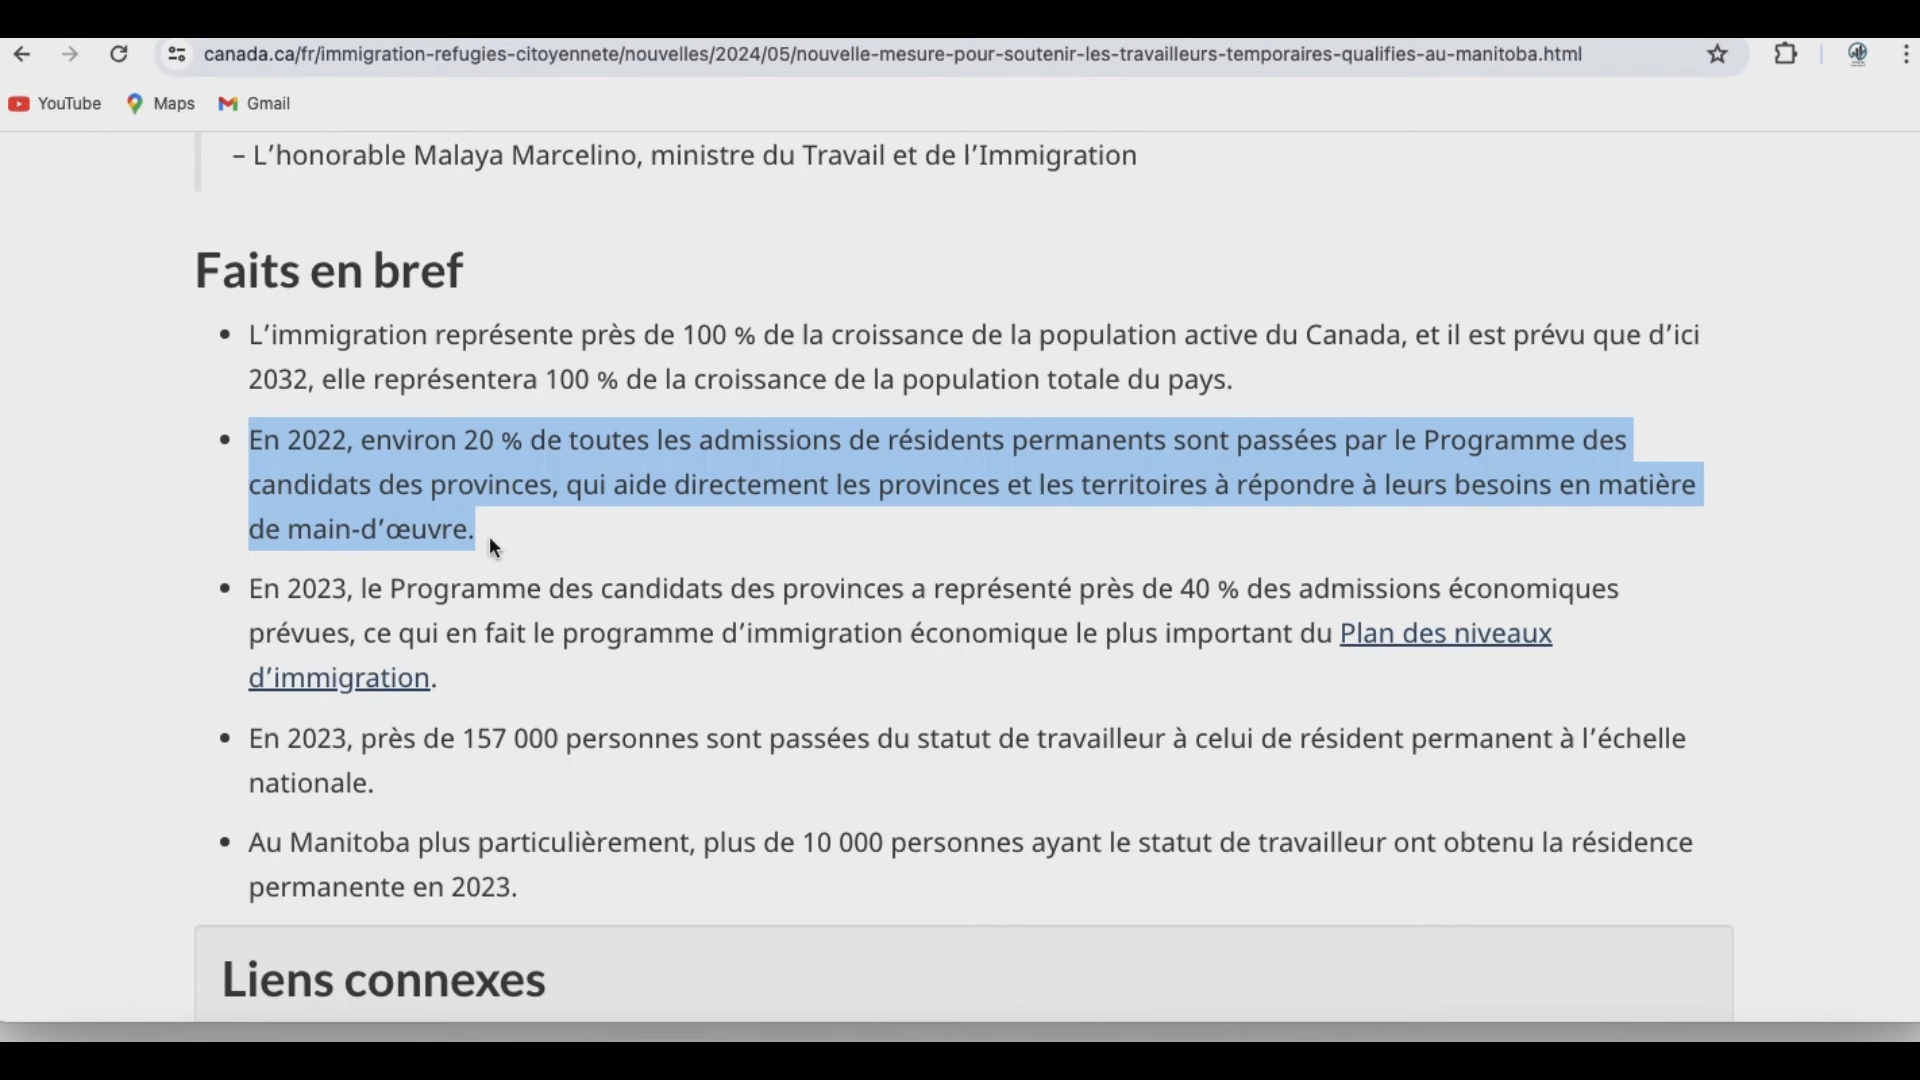 canada.ca/fr/immigration-refugies-citoyennete/nouvelles/2024/05/nouvelle-mesure-pour-soutenir-les-travailleurs-temporaires-qualifies-au-manitoba.html
YouTube Maps Gmail
– L’honorable Malaya Marcelino, ministre du Travail et de l’Immigration
Faits en bref
• L’immigration représente près de 100 % de la croissance de la population active du Canada, et il est prévu que d’ici
2032, elle représentera 100 % de la croissance de la population totale du pays.
• En 2022, environ 20 % de toutes les admissions de résidents permanents sont passées par le Programme des
candidats des provinces, qui aide directement les provinces et les territoires à répondre à leurs besoins en matière
de main-d’œuvre.
• En 2023, le Programme des candidats des provinces a représenté près de 40 % des admissions économiques
prévues, ce qui en fait le programme d’immigration économique le plus important du Plan des niveaux
d’immigration.
• En 2023, près de 157 000 personnes sont passées du statut de travailleur à celui de résident permanent à l’échelle
nationale.
• Au Manitoba plus particulièrement, plus de 10 000 personnes ayant le statut de travailleur ont obtenu la résidence
permanente en 2023.
Liens connexes